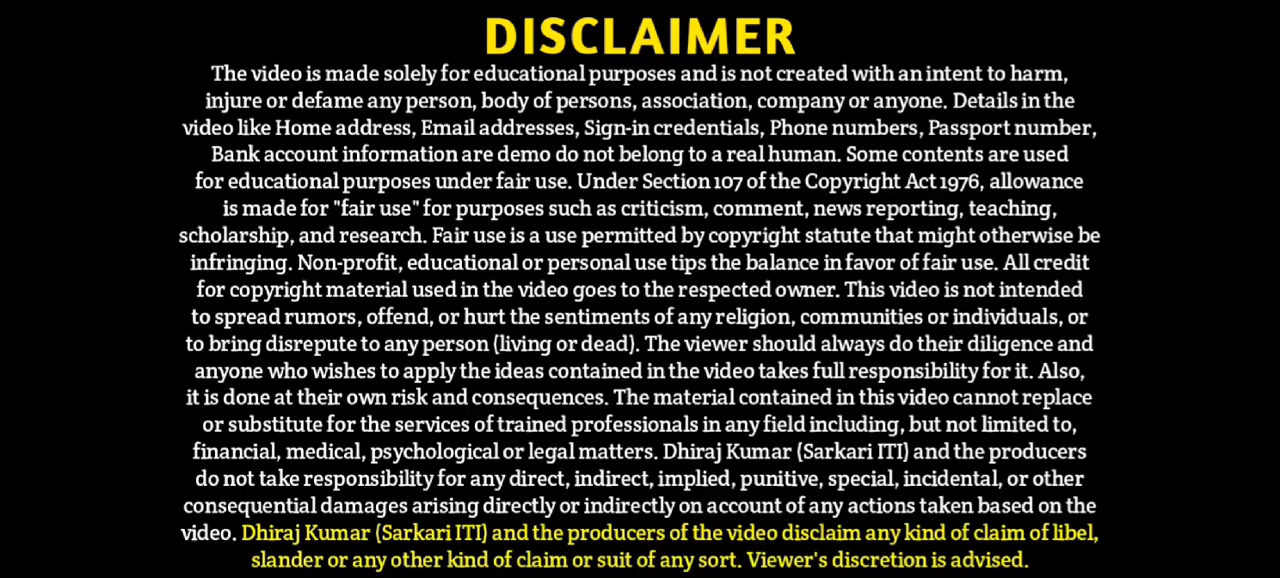 DISCLAIMER
The video is made solely for educational purposes and is not created with an intent to harm,
injure or defame any person, body of persons, association, company or anyone. Details in the
video like Home address, Email addresses, Sign-in credentials, Phone numbers, Passport number,
Bank account information are demo do not belong to a real human. Some contents are used
for educational purposes under fair use. Under Section 107 of the Copyright Act 1976, allowance
is made for "fair use" for purposes such as criticism, comment, news reporting, teaching,
scholarship, and research. Fair use is a use permitted by copyright statute that might otherwise be
infringing. Non-profit, educational or personal use tips the balance in favor of fair use. All credit
for copyright material used in the video goes to the respected owner. This video is not intended
to spread rumors, offend, or hurt the sentiments of any religion, communities or individuals, or
to bring disrepute to any person (living or dead). The viewer should always do their diligence and
anyone who wishes to apply the ideas contained in the video takes full responsibility for it. Also,
it is done at their own risk and consequences. The material contained in this video cannot replace
or substitute for the services of trained professionals in any field including, but not limited to,
financial, medical, psychological or legal matters. Dhiraj Kumar (Sarkari ITI) and the producers
do not take responsibility for any direct, indirect, implied, punitive, special, incidental, or other
consequential damages arising directly or indirectly on account of any actions taken based on the
video. Dhiraj Kumar (Sarkari ITI) and the producers of the video disclaim any kind of claim of libel,
slander or any other kind of claim or suit of any sort. Viewer's discretion is advised.